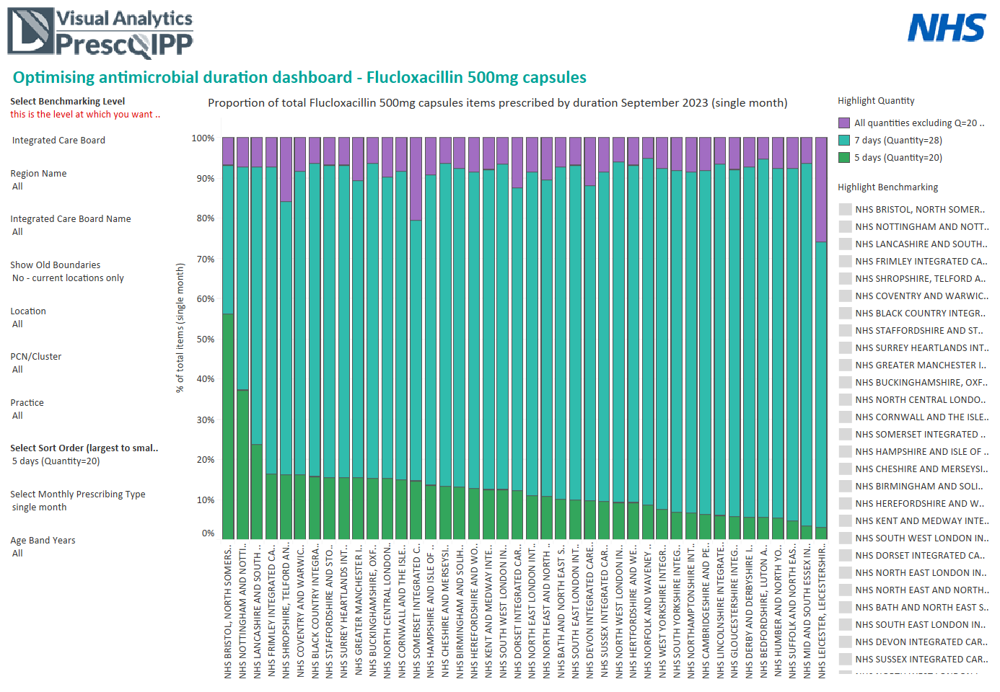 Visual Analytics
PrescQIPP
NHS
Optimising antimicrobial duration dashboard - Flucloxacillin 500mg capsules
Select Benchmarking Level
this is the level at which you want ..
Integrated Care Board
Region Name
All
Integrated Care Board Name
All
Show Old Boundaries
No - current locations only
Location
All
PCN/Cluster
All
Practice
All
Select Sort Order (largest to smal..
5 days (Quantity=20)
Select Monthly Prescribing Type
single month
Age Band Years
All
Proportion of total Flucloxacillin 500mg capsules items prescribed by duration September 2023 (single month)
% of total items (single month)
100%
90%
80%
70%
60%
50%
40%
30%
20%
10%
0%
NHS BRISTOL, NORTH SOMERS..
NHS NOTTINGHAM AND NOTTI..
NHS LANCASHIRE AND SOUTH ..
NHS FRIMLEY INTEGRATED CA..
NHS SHROPSHIRE, TELFORD AN..
NHS COVENTRY AND WARWIC..
NHS BLACK COUNTRY INTEGRA..
NHS STAFFORDSHIRE AND STO..
NHS SURREY HEARTLANDS INT..
NHS GREATER MANCHESTER I..
NHS BUCKINGHAMSHIRE, OXF..
NHS NORTH CENTRAL LONDON..
NHS CORNWALL AND THE ISLE..
NHS SOMERSET INTEGRATED C..
NHS HAMPSHIRE AND ISLE OF ..
NHS CHESHIRE AND MERSEYSI..
NHS BIRMINGHAM AND SOLIH..
NHS HEREFORDSHIRE AND WO..
NHS KENT AND MEDWAY INTE..
NHS SOUTH WEST LONDON IN..
NHS DORSET INTEGRATED CAR..
NHS NORTH EAST LONDON INT..
NHS NORTH EAST AND NORTH ..
NHS BATH AND NORTH EAST S..
NHS SOUTH EAST LONDON INT..
NHS DEVON INTEGRATED CARE..
NHS SUSSEX INTEGRATED CAR..
NHS NORTH WEST LONDON IN..
NHS HERTFORDSHIRE AND WE..
NHS NORFOLK AND WAVENEY ..
NHS WEST YORKSHIRE INTEGR..
NHS SOUTH YORKSHIRE INTEG..
NHS NORTHAMPTONSHIRE INT..
NHS CAMBRIDGESHIRE AND PE..
NHS LINCOLNSHIRE INTEGRATE..
NHS GLOUCESTERSHIRE INTEG..
NHS DERBY AND DERBYSHIRE I..
NHS BEDFORDSHIRE, LUTON A..
NHS HUMBER AND NORTH YO..
NHS SUFFOLK AND NORTH EAS..
NHS MID AND SOUTH ESSEX IN..
NHS LEICESTER, LEICESTERSHIR..
Highlight Quantity
All quantities excluding Q=20 ..
7 days (Quantity=28)
5 days (Quantity=20)
Highlight Benchmarking
NHS BRISTOL, NORTH SOMER..
NHS NOTTINGHAM AND NOTT..
NHS LANCASHIRE AND SOUTH..
NHS FRIMLEY INTEGRATED CA..
NHS SHROPSHIRE, TELFORD A..
NHS COVENTRY AND WARWIC..
NHS BLACK COUNTRY INTEGR..
NHS STAFFORDSHIRE AND ST..
NHS SURREY HEARTLANDS INT..
NHS GREATER MANCHESTER I..
NHS BUCKINGHAMSHIRE, OXF..
NHS NORTH CENTRAL LONDO..
NHS CORNWALL AND THE ISLE..
NHS SOMERSET INTEGRATED ..
NHS HAMPSHIRE AND ISLE OF ..
NHS CHESHIRE AND MERSEYSI..
NHS BIRMINGHAM AND SOLI..
NHS HEREFORDSHIRE AND W..
NHS KENT AND MEDWAY INTE..
NHS SOUTH WEST LONDON IN..
NHS DORSET INTEGRATED CA..
NHS NORTH EAST LONDON IN..
NHS NORTH EAST AND NORTH..
NHS BATH AND NORTH EAST S..
NHS SOUTH EAST LONDON IN..
NHS DEVON INTEGRATED CAR..
NHS SUSSEX INTEGRATED CAR..